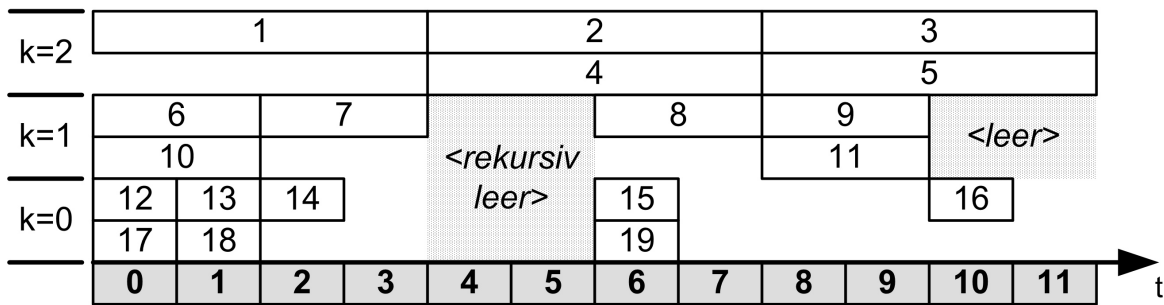 1 2 3
k=2
4 5
6 7 8 9
k=1 <leer>
10 <rekursiv 11
leer>
12 13 14 15 16
k=0
17 18 19
0 1 2 3 4 5 6 7 8 9 10 11
t